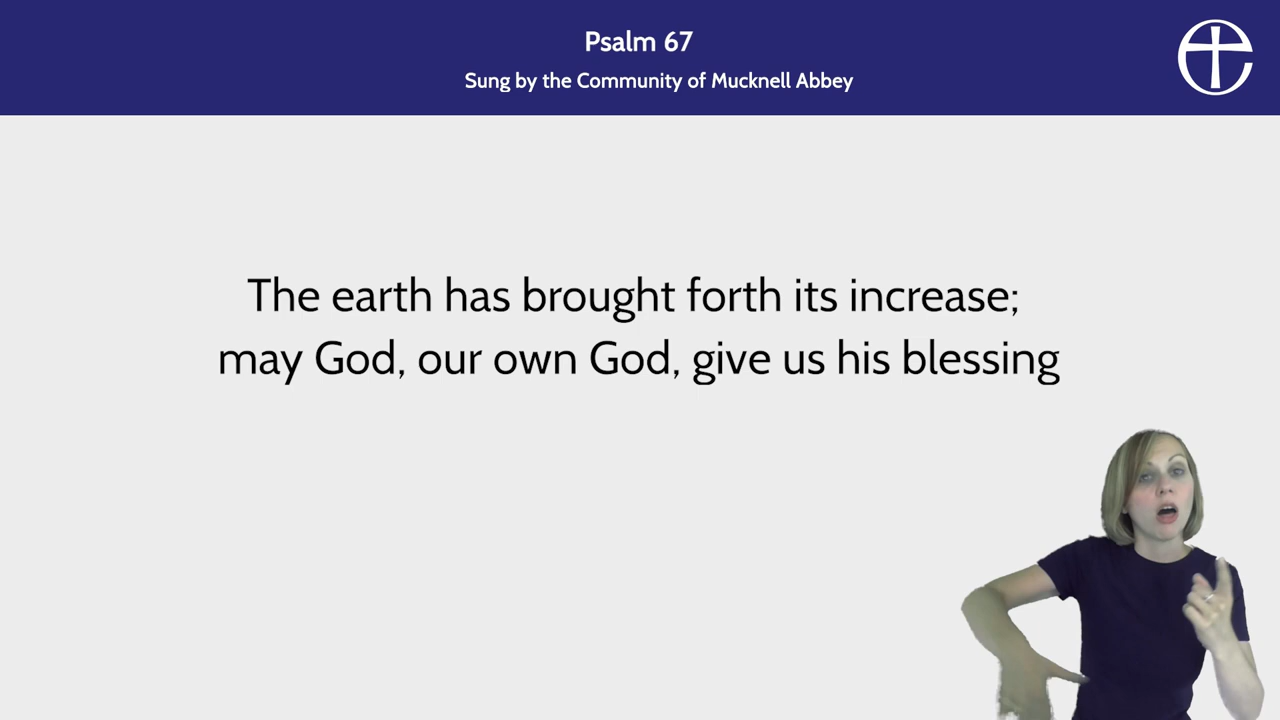 Psalm 67
Sung by the Community of Mucknell Abbey
The earth has brought forth its increase;
may God, our own God, give us his blessing